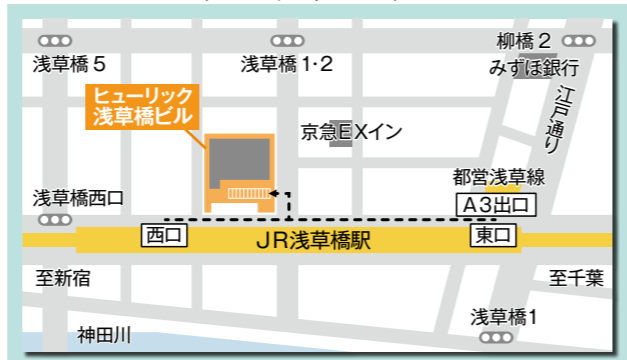 柳橋2
浅草橋5
浅草橋1・2
みずほ銀行
ヒューリック
浅草橋ビル
江戸通り
京急EXイン
都営浅草線
浅草橋西口
A3出口
西口
JR浅草橋駅
東口
至新宿
至千葉
浅草橋1
神田川